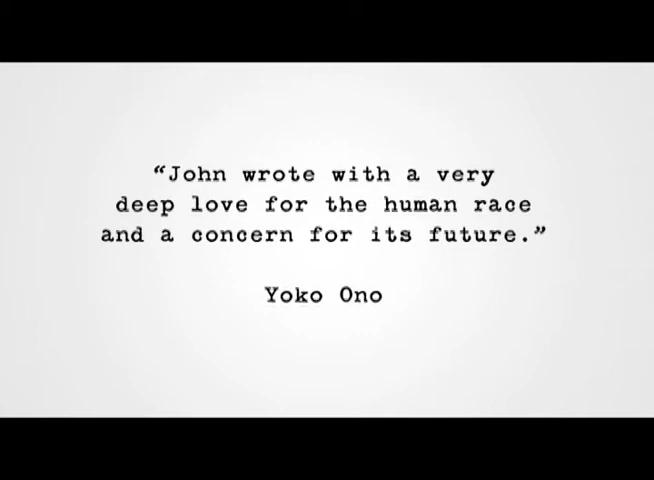 “John wrote with a very
deep love for the human race
and a concern for its future.”
Yoko Ono